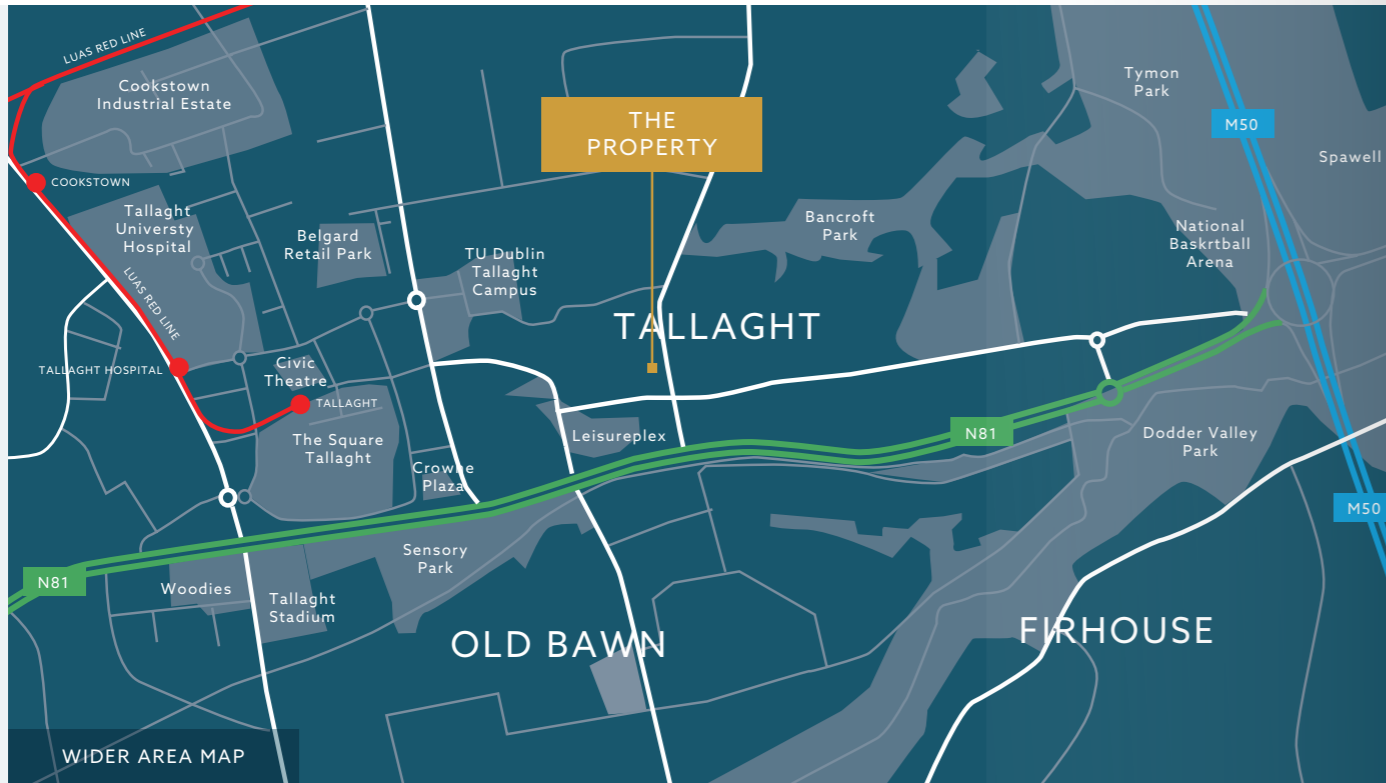 LUAS RED LINE
Cookstown
Industrial Estate
THE
PROPERTY
Tymon
Park
M50
Spawell
COOKSTOWN
Tallaght
Universty
Hospital
Belgard
Retail Park
TU Dublin
Tallaght
Campus
Bancroft
Park
National
Baskrtball
Arena
LUAS RED LINE
TALLAGHT
TALLAGHT HOSPITAL
Civic
Theatre
TALLAGHT
The Square
Tallaght
Leisureplex
N81
Dodder Valley
Park
Crowne
Plaza
M50
Sensory
Park
N81
Woodies
Tallaght
Stadium
OLD BAWN
FIRHOUSE
WIDER AREA MAP